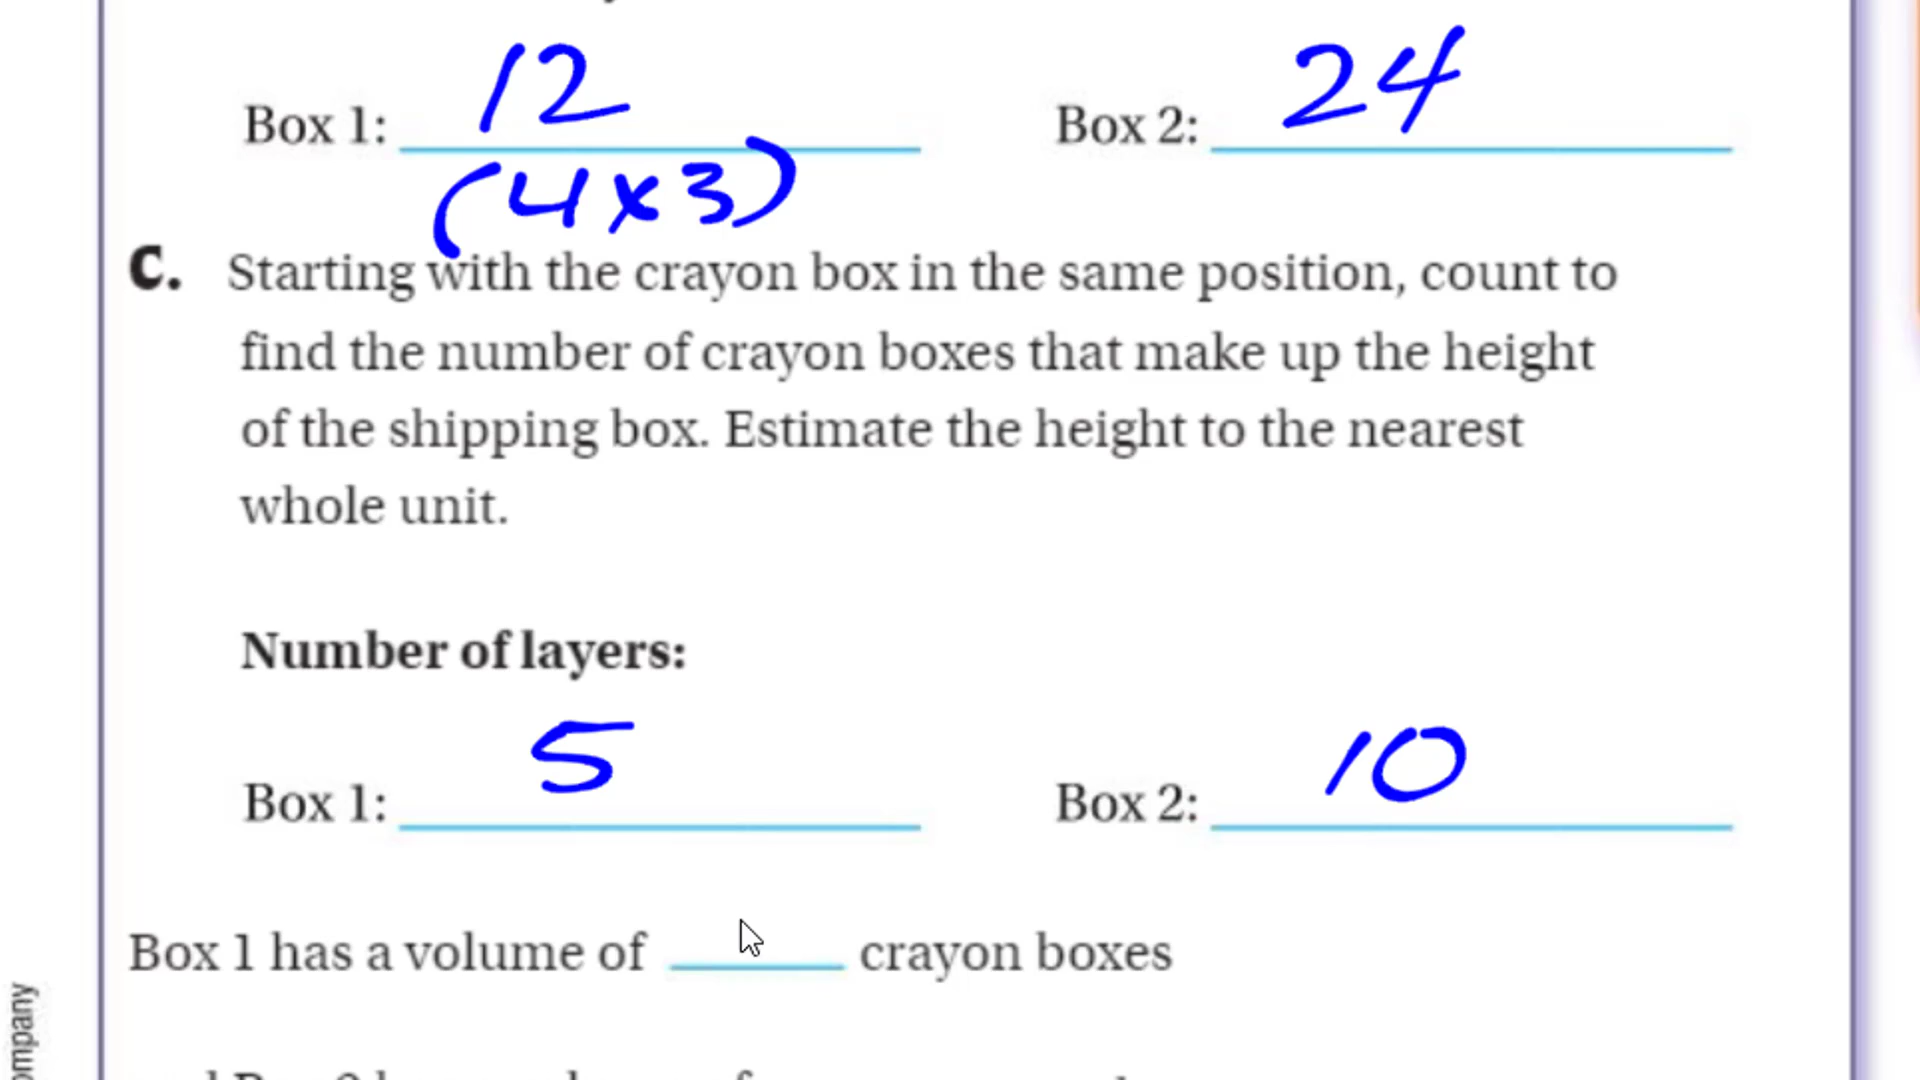 Box 1: 12 Box 2: 24
(4x3)
c. Starting with the crayon box in the same position, count to
find the number of crayon boxes that make up the height
of the shipping box. Estimate the height to the nearest
whole unit.
Number of layers:
Box 1: 5 Box 2: 10
Box 1 has a volume of ____ crayon boxes